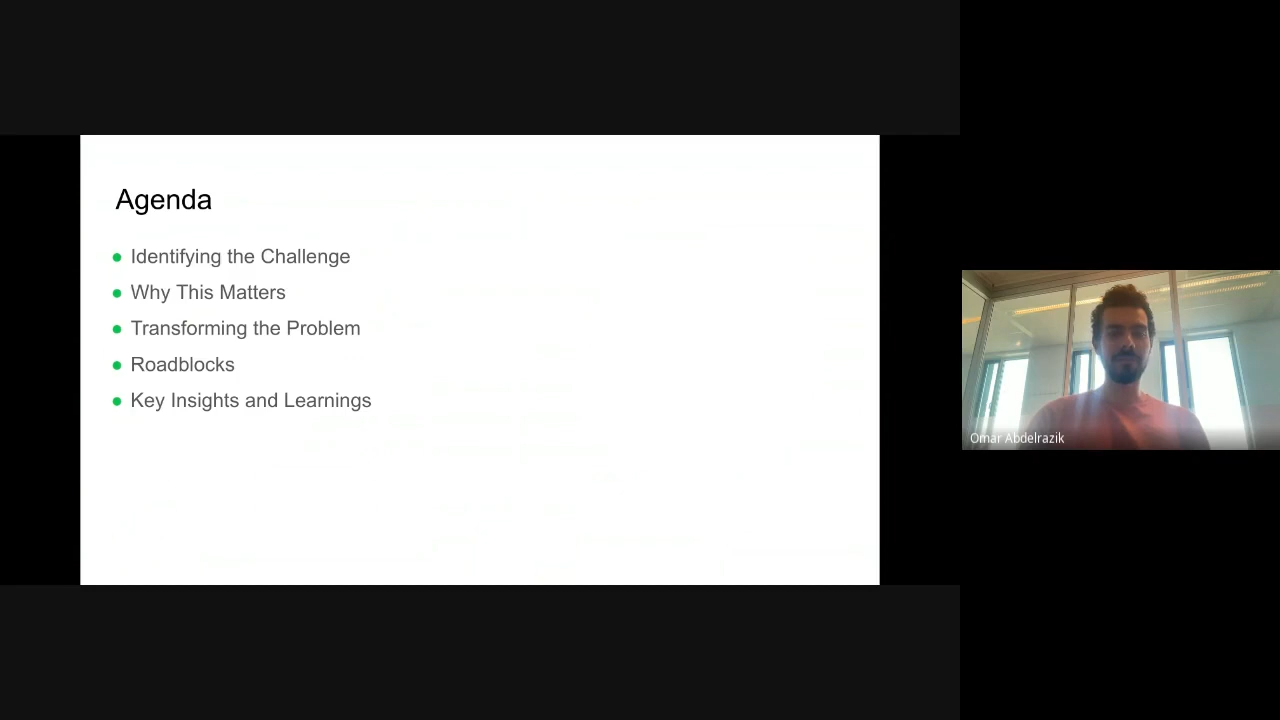 Agenda
Identifying the Challenge
Why This Matters
Transforming the Problem
Roadblocks
Key Insights and Learnings
Omar Abdelrazik